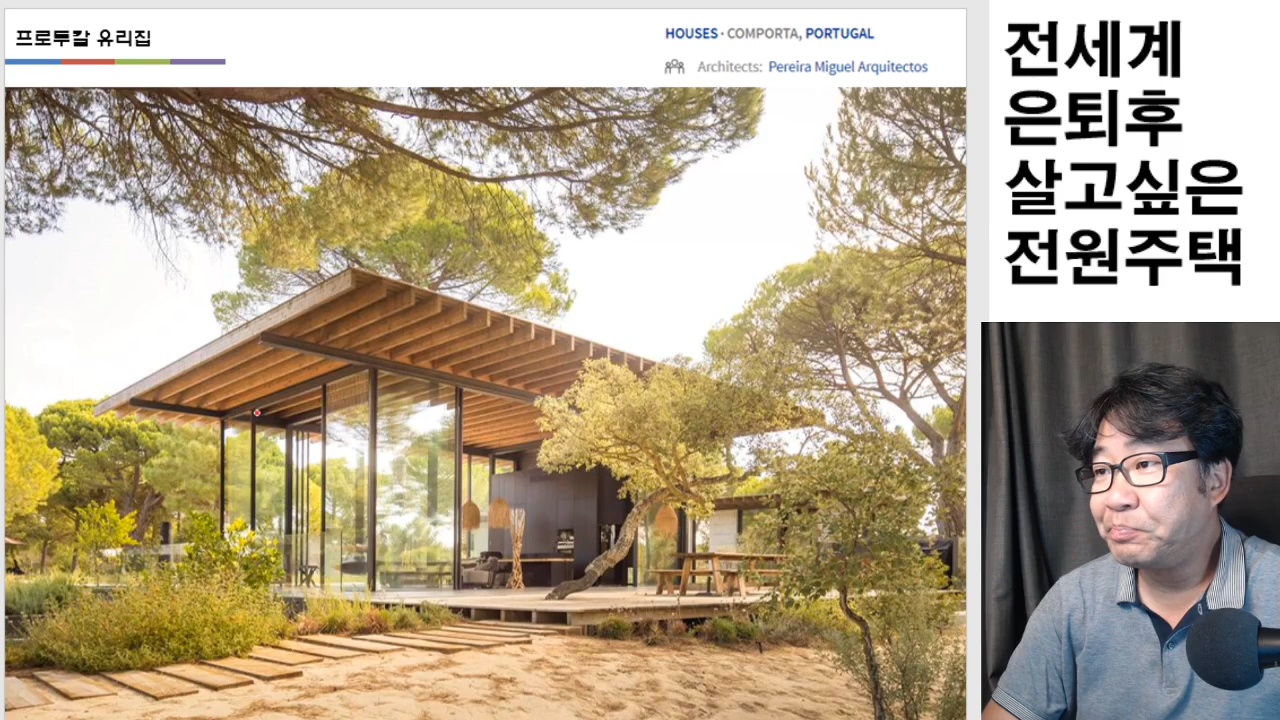 프로투칼 유리집
HOUSES · COMPORTA, PORTUGAL
Architects: Pereira Miguel Arquitectos
전세계
은퇴후
살고싶은
전원주택